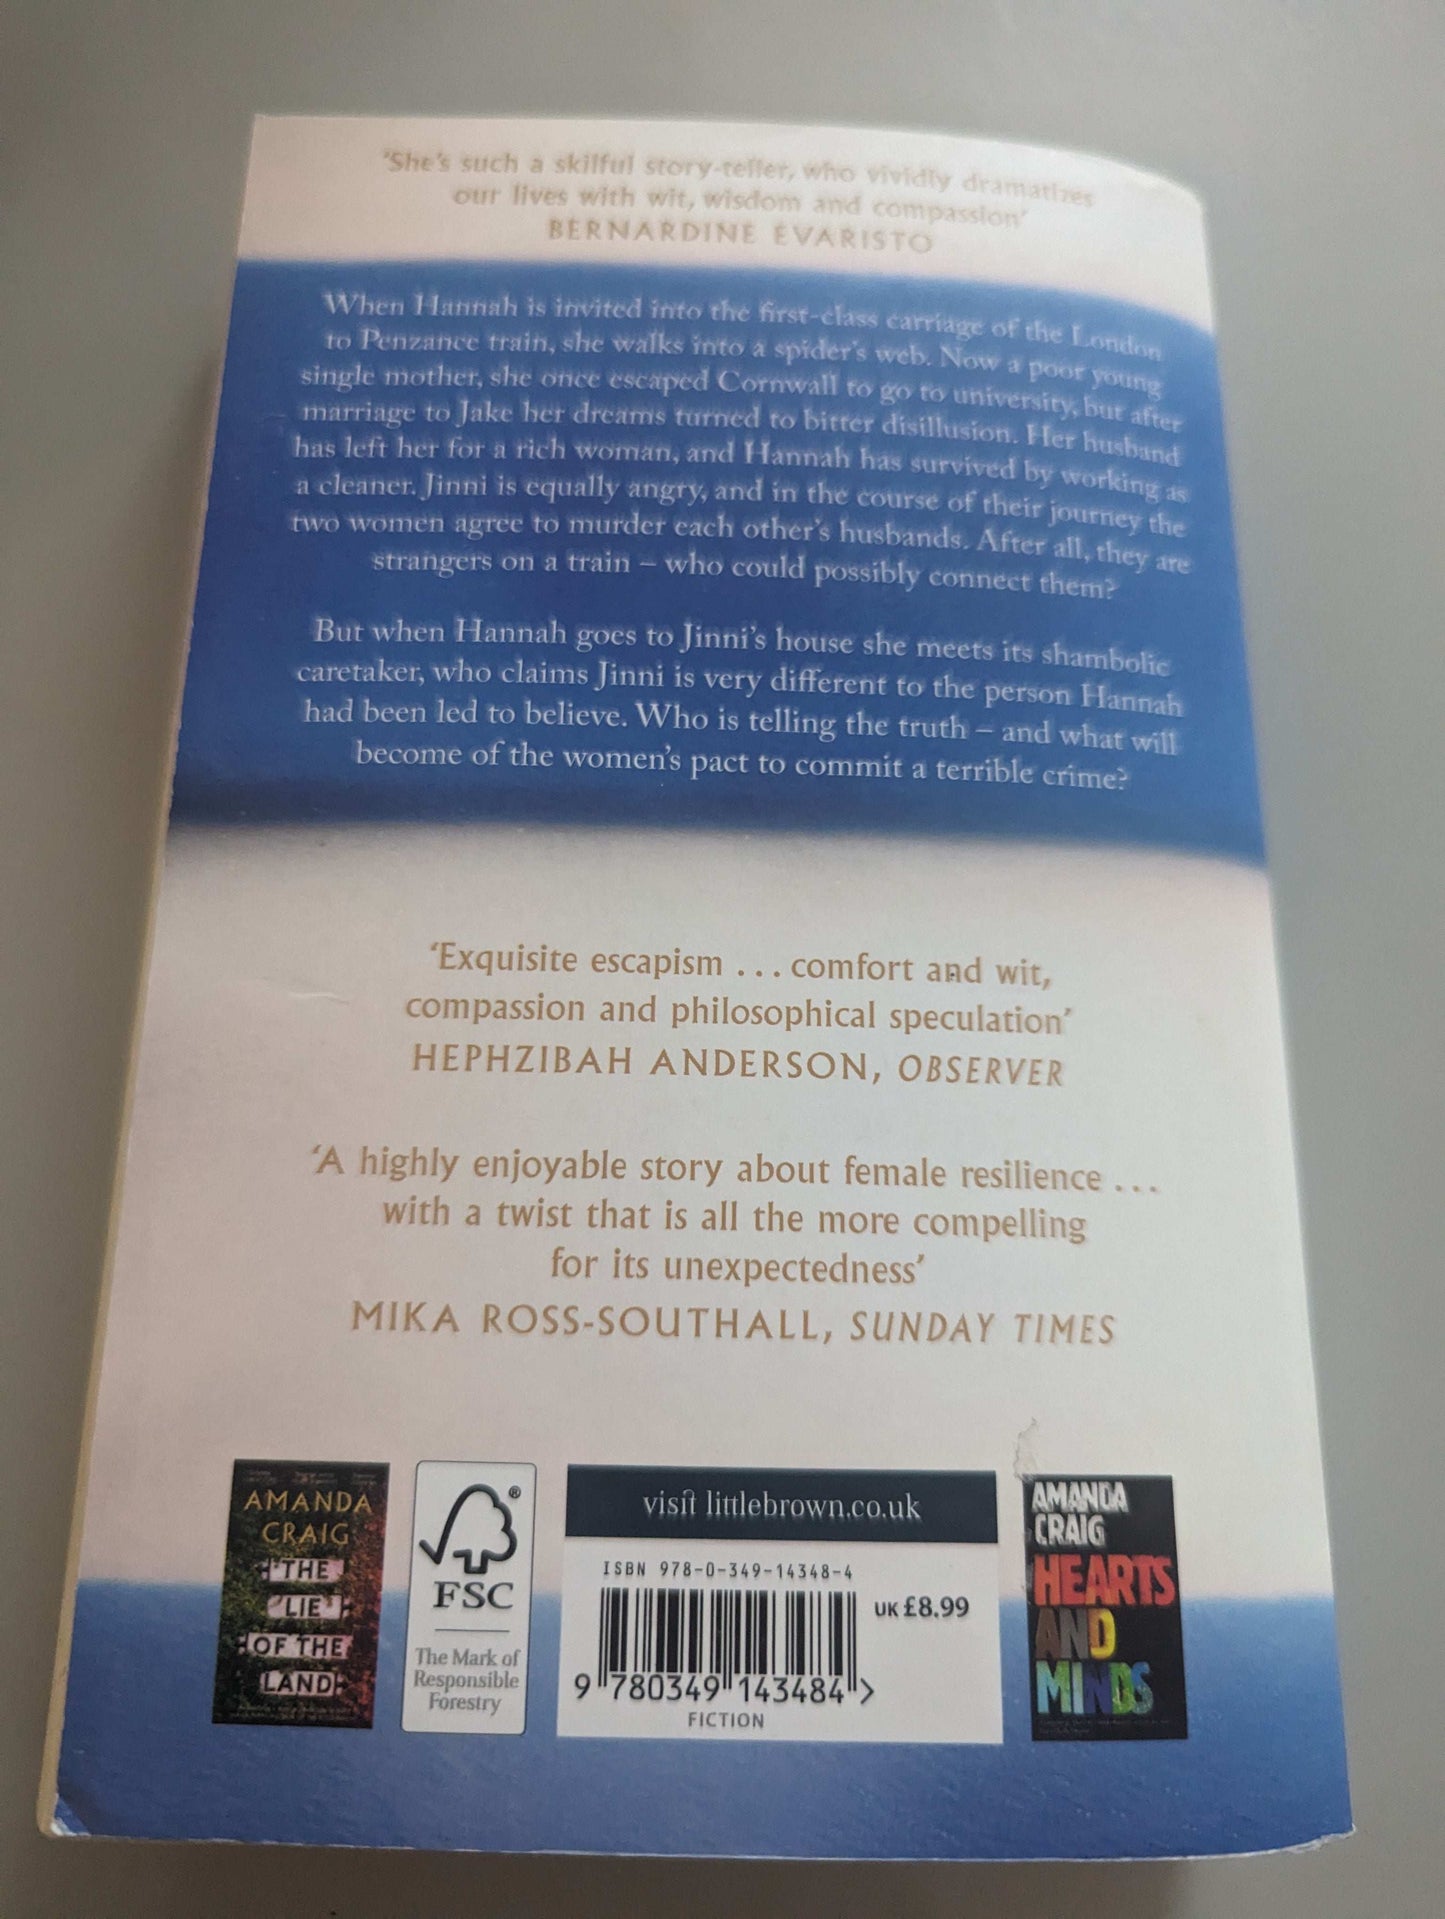 'She's such a skilful story-teller, who vividly dramatizes
our lives with wit, wisdom and compassion'
BERNARDINE EVARISTO
When Hannah is invited into the first-class carriage of the London
to Penzance train, she walks into a spider's web. Now a poor young
single mother, she once escaped Cornwall to go to university, but after
marriage to Jake her dreams turned to bitter disillusion. Her husband
has left her for a rich woman, and Hannah has survived by working as
a cleaner. Jinni is equally angry, and in the course of their journey the
two women agree to murder each other's husbands. After all, they are
strangers on a train – who could possibly connect them?
But when Hannah goes to Jinni's house she meets its shambolic
caretaker, who claims Jinni is very different to the person Hannah
had been led to believe. Who is telling the truth – and what will
become of the women's pact to commit a terrible crime?
'Exquisite escapism ... comfort and wit,
compassion and philosophical speculation'
HEPHZIBAH ANDERSON, OBSERVER
'A highly enjoyable story about female resilience ...
with a twist that is all the more compelling
for its unexpectedness'
MIKA ROSS-SOUTHALL, SUNDAY TIMES
AMANDA
CRAIG
THE
LIE
OF THE
LAND
®
FSC
The Mark of
Responsible
Forestry
visit littlebrown.co.uk
ISBN 978-0-349-14348-4
UK £8.99
9 780349 143484 >
FICTION
AMANDA
CRAIG
HEARTS
AND
MINDS